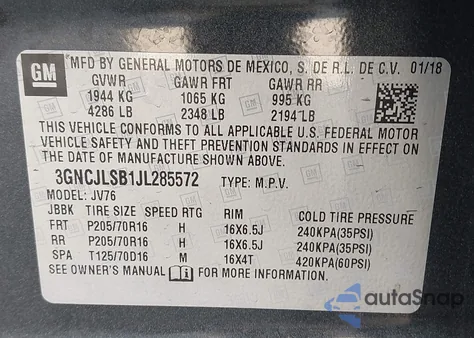 GM
MFD BY GENERAL MOTORS DE MEXICO, S. DE R.L. DE C.V. 01/18
GVWR GAWR FRT GAWR RR
1944 KG 1065 KG 995 KG
4286 LB 2348 LB 2194 LB
THIS VEHICLE CONFORMS TO ALL APPLICABLE U.S. FEDERAL MOTOR
VEHICLE SAFETY AND THEFT PREVENTION STANDARDS IN EFFECT ON
THE DATE OF MANUFACTURE SHOWN ABOVE.
3GNCJLSB1JL285572 TYPE: M.P.V.
MODEL: JV76
JBBK TIRE SIZE SPEED RTG RIM COLD TIRE PRESSURE
FRT P205/70R16 H 16X6.5J 240KPA(35PSI)
RR P205/70R16 H 16X6.5J 240KPA(35PSI)
SPA T125/70D16 M 16X4T 420KPA(60PSI)
SEE OWNER'S MANUAL i FOR MORE INFORMATION.
autoSnap